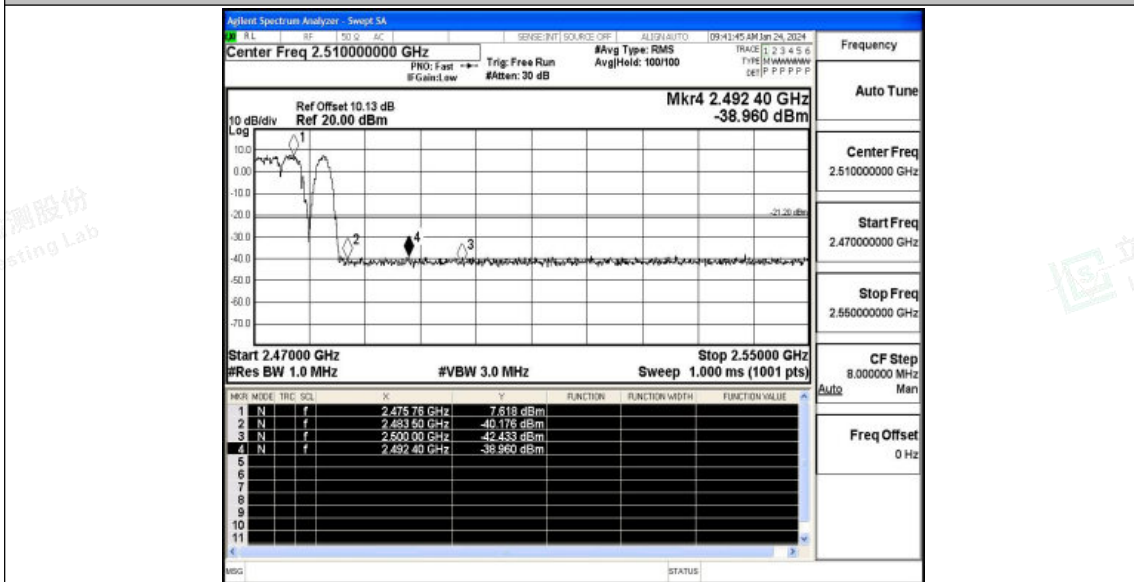 Agilent Spectrum Analyzer - Swept SA
RL RF 50 Ω AC SENSE:INT SOURCE OFF ALIGN AUTO 09:41:45 AM Jan 24, 2024
Center Freq 2.510000000 GHz
PNO: Fast
IFGain:Low
Trig: Free Run
#Atten: 30 dB
#Avg Type: RMS
Avg|Hold: 100/100
TRACE 1 2 3 4 5 6
TYPE M WWWWW
DET P P P P P P
Frequency
Auto Tune
Center Freq
2.510000000 GHz
Start Freq
2.470000000 GHz
Stop Freq
2.550000000 GHz
CF Step
8.000000 MHz
Auto Man
Freq Offset
0 Hz
Mkr4 2.492 40 GHz
-38.960 dBm
Ref Offset 10.13 dB
10 dB/div Ref 20.00 dBm
Log
10.0
0.00
-10.0
-20.0
-30.0
-40.0
-50.0
-60.0
-70.0
1
2
4
3
-21.20 dBm
Start 2.47000 GHz Stop 2.55000 GHz
#Res BW 1.0 MHz #VBW 3.0 MHz Sweep 1.000 ms (1001 pts)
MKR MODE TRC SCL X Y FUNCTION FUNCTION WIDTH FUNCTION VALUE
1 N f 2.475 76 GHz 7.618 dBm
2 N f 2.483 50 GHz -40.176 dBm
3 N f 2.500 00 GHz -42.433 dBm
4 N f 2.492 40 GHz -38.960 dBm
5
6
7
8
9
10
11
MSG STATUS
测股份
sting Lab
立